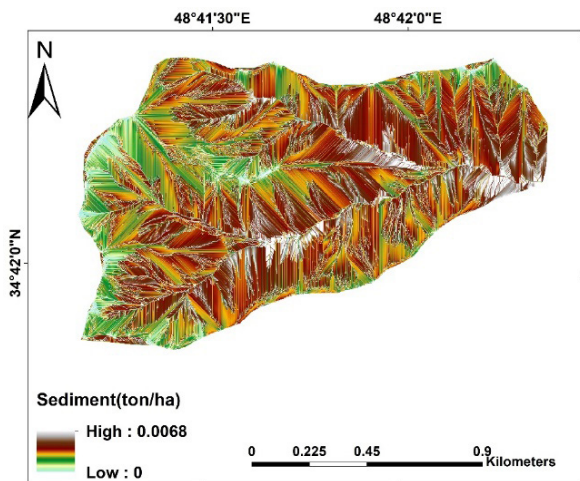 48°41'30"E 48°42'0"E
N
34°42'0"N
Sediment(ton/ha)
High : 0.0068
Low : 0
0 0.225 0.45 0.9
Kilometers